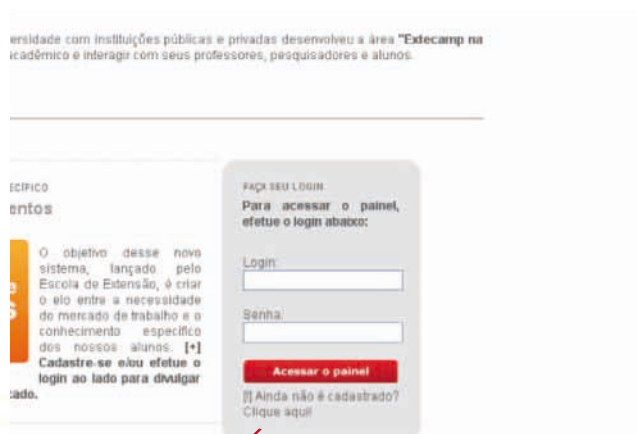 ersidade com instituições públicas e privadas desenvolveu a área "Extecamp na
acadêmico e interagir com seus professores, pesquisadores e alunos.
ECÍFICO
entos
O objetivo desse novo
sistema, lançado pelo
Escola de Extensão, é criar
o elo entre a necessidade
do mercado de trabalho e o
conhecimento específico
dos nossos alunos. [+]
Cadastre-se e/ou efetue o
login ao lado para divulgar
cado.
FAÇA SEU LOGIN
Para acessar o painel,
efetue o login abaixo:
Login:
Senha:
Acessar o painel
[!] Ainda não é cadastrado?
Clique aqui!